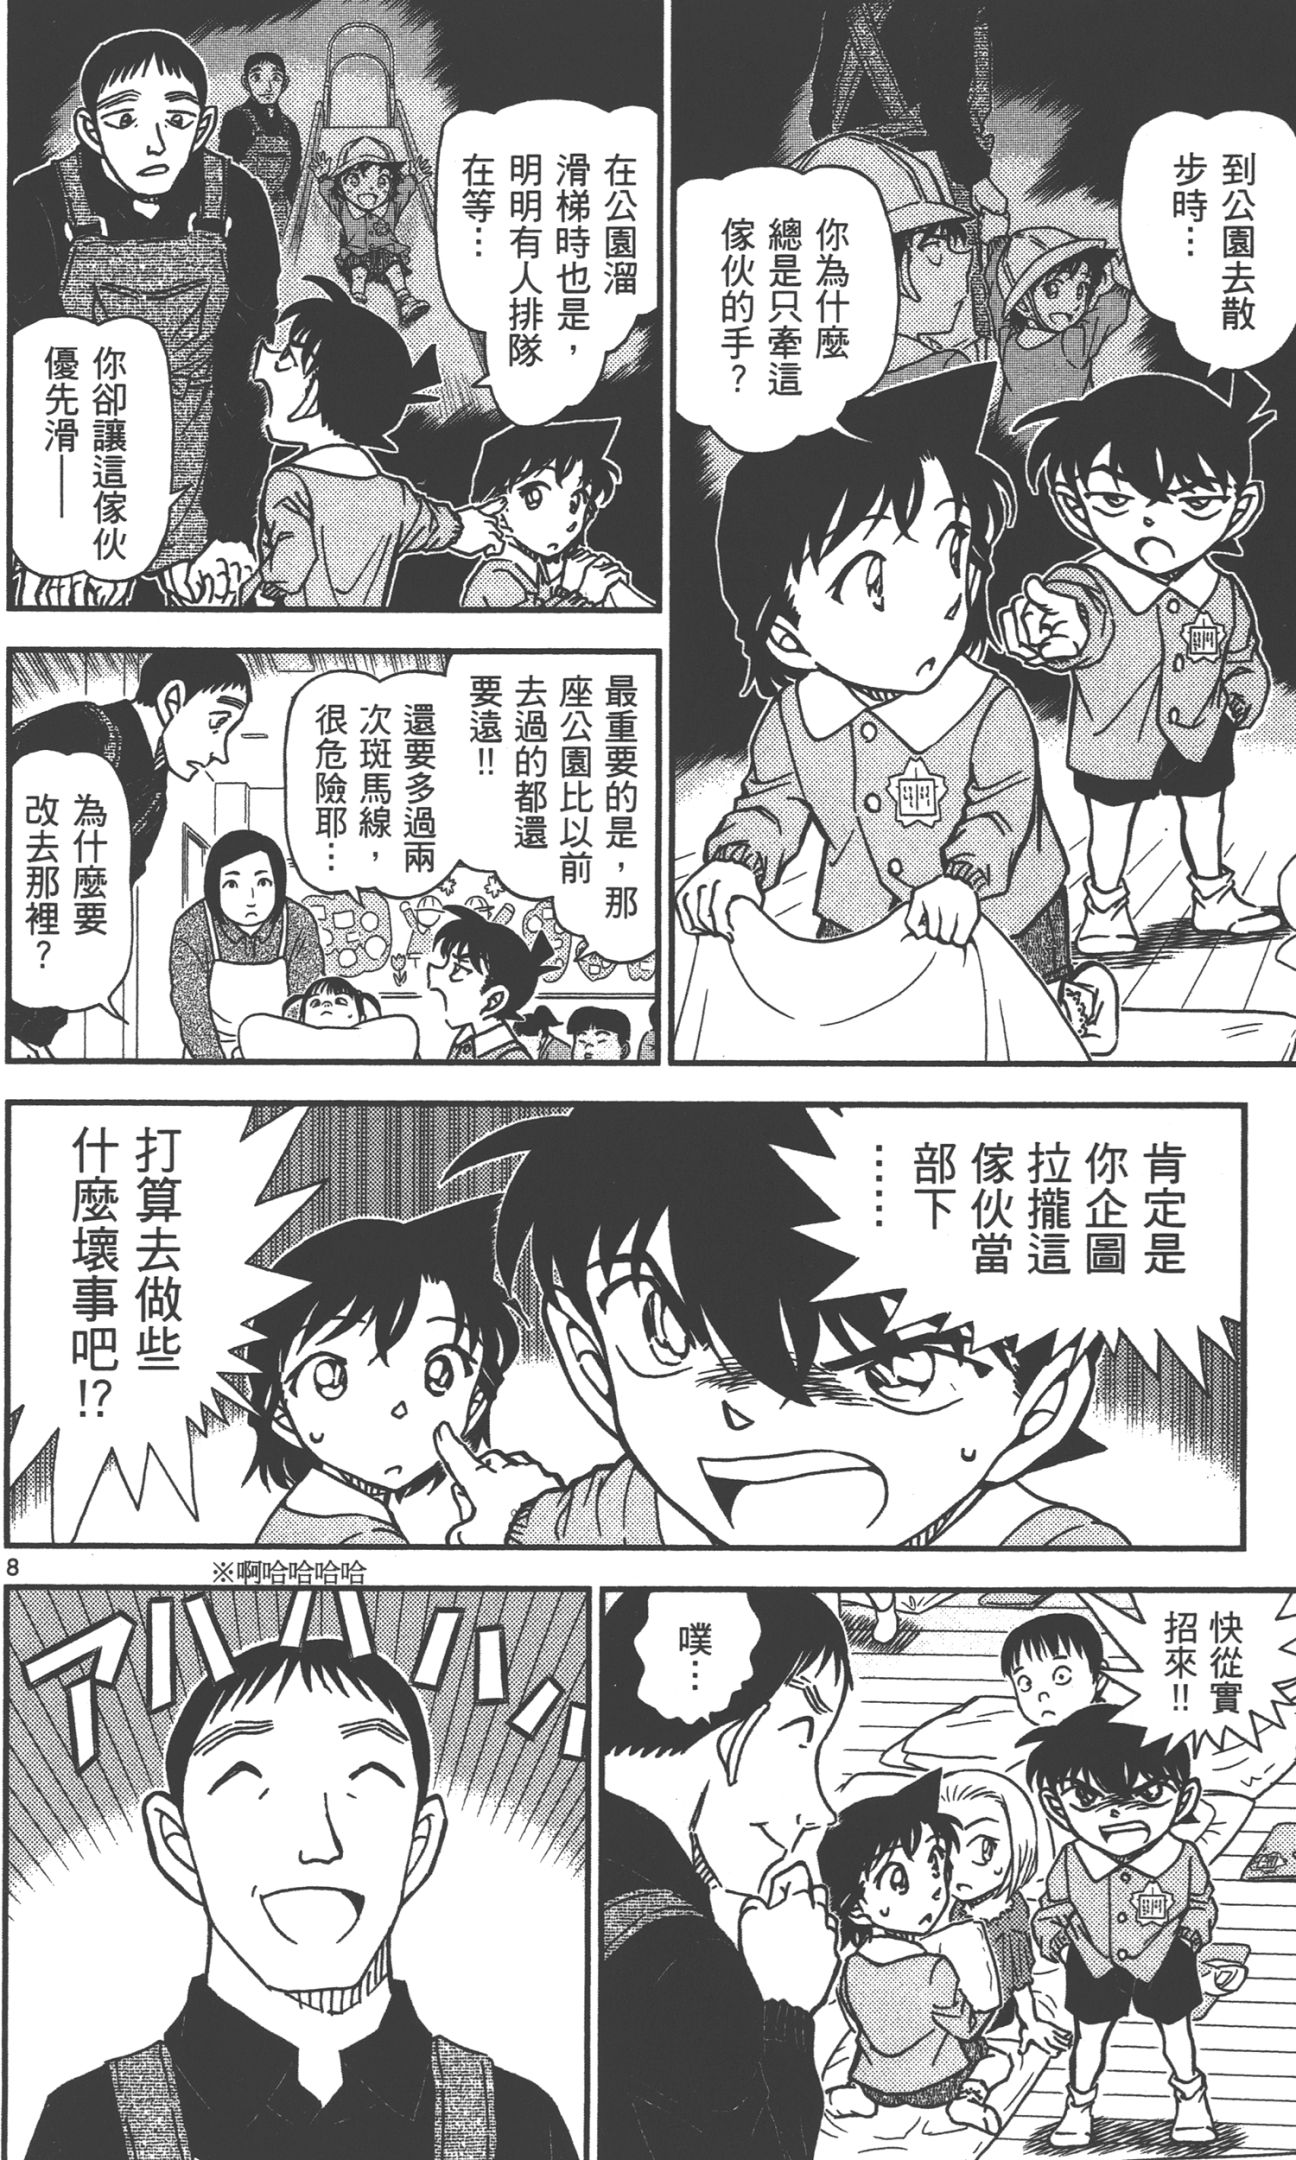 到公園去散
步時…
你為什麼
總是只牽這
傢伙的手？
在公園溜
滑梯時也是，
明明有人排隊
在等…
你卻讓這傢伙
優先滑——
最重要的是，那
座公園比以前
去過的都還
要遠!!
還要多過兩
次斑馬線，
很危險耶…
為什麼要
改去那裡？
肯定是
你企圖
拉攏這
傢伙當
部下
……
打算去做些
什麼壞事吧!?
快從實
招來!!
噗…
8
※啊哈哈哈哈
アハハハハ